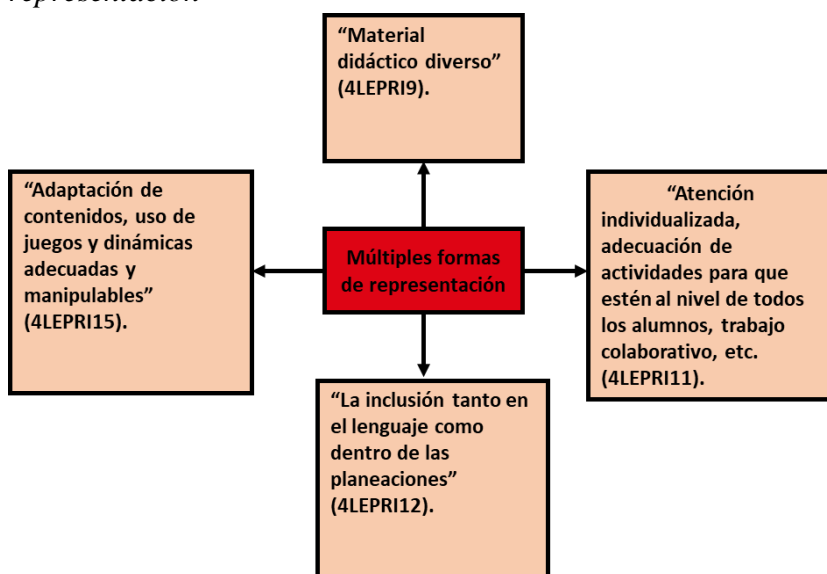 representación
“Material
didáctico diverso”
(4LEPRI9).
“Adaptación de
contenidos, uso de
juegos y dinámicas
adecuadas y
manipulables”
(4LEPRI15).
Múltiples formas
de representación
“Atención
individualizada,
adecuación de
actividades para que
estén al nivel de todos
los alumnos, trabajo
colaborativo, etc.
(4LEPRI11).
“La inclusión tanto en
el lenguaje como
dentro de las
planeaciones”
(4LEPRI12).